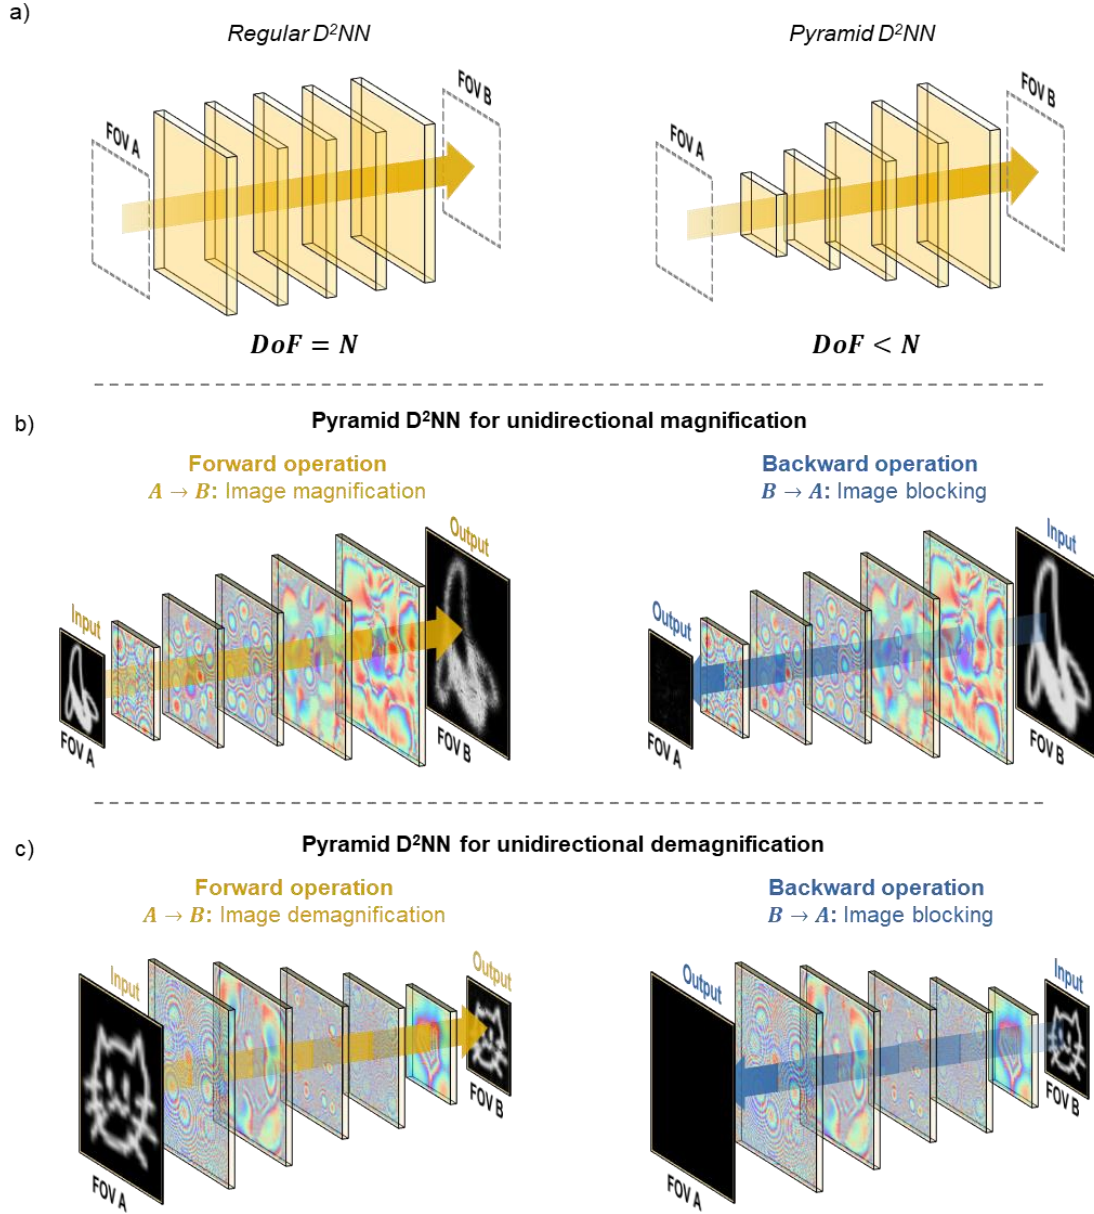 a)
Regular D²NN
Pyramid D²NN
FOV A
FOV B
FOV A
FOV B
DoF = N
DoF < N
b)
Pyramid D²NN for unidirectional magnification
Forward operation
A → B: Image magnification
Backward operation
B → A: Image blocking
Input
Output
FOV A
FOV B
Output
Input
FOV A
FOV B
c)
Pyramid D²NN for unidirectional demagnification
Forward operation
A → B: Image demagnification
Backward operation
B → A: Image blocking
Input
Output
FOV A
FOV B
Output
Input
FOV A
FOV B